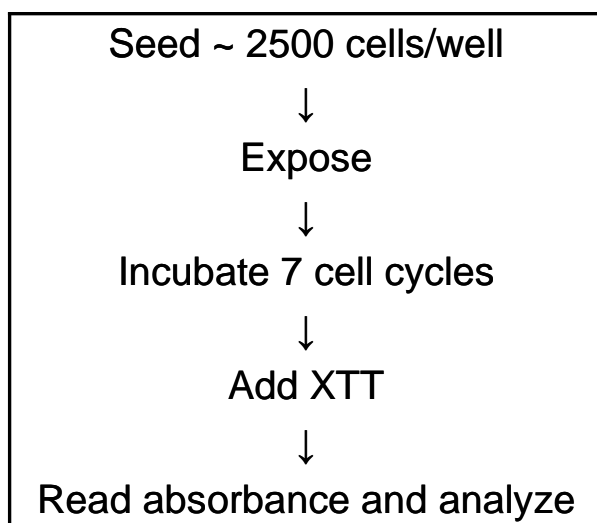 Seed ~ 2500 cells/well
↓
Expose
↓
Incubate 7 cell cycles
↓
Add XTT
↓
Read absorbance and analyze